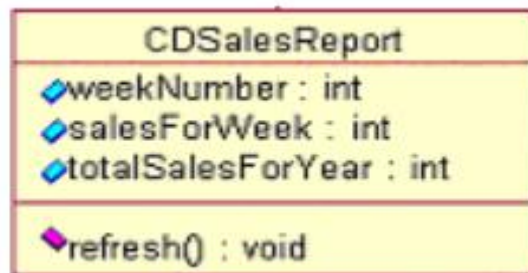 CDSalesReport
weekNumber : int
salesForWeek : int
totalSalesForYear : int
refresh() : void